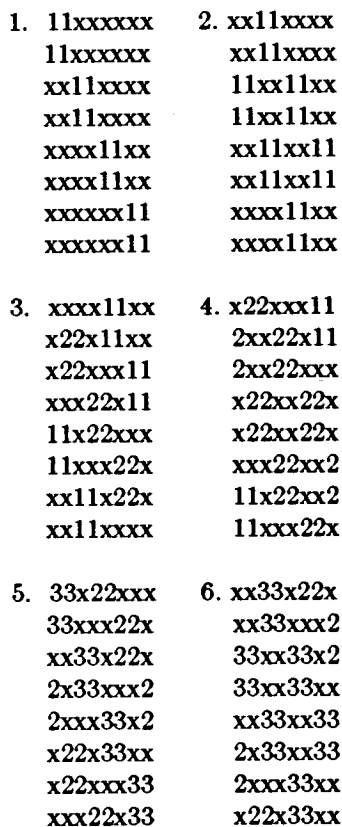 1. 11xxxxxx
11xxxxxx
xx11xxxx
xx11xxxx
xxxx11xx
xxxx11xx
xxxxxx11
xxxxxx11
2. xx11xxxx
xx11xxxx
11xx11xx
11xx11xx
xx11xx11
xx11xx11
xxxx11xx
xxxx11xx
3. xxxx11xx
x22x11xx
x22xxx11
xxx22x11
11x22xxx
11xxx22x
xx11x22x
xx11xxxx
4. x22xxx11
2xx22x11
2xx22xxx
x22xx22x
x22xx22x
xxx22xx2
11x22xx2
11xxx22x
5. 33x22xxx
33xxx22x
xx33x22x
2x33xxx2
2xxx33x2
x22x33xx
x22xxx33
xxx22x33
6. xx33x22x
xx33xxx2
33xx33x2
33xx33xx
xx33xx33
2x33xx33
2xxx33xx
x22x33xx